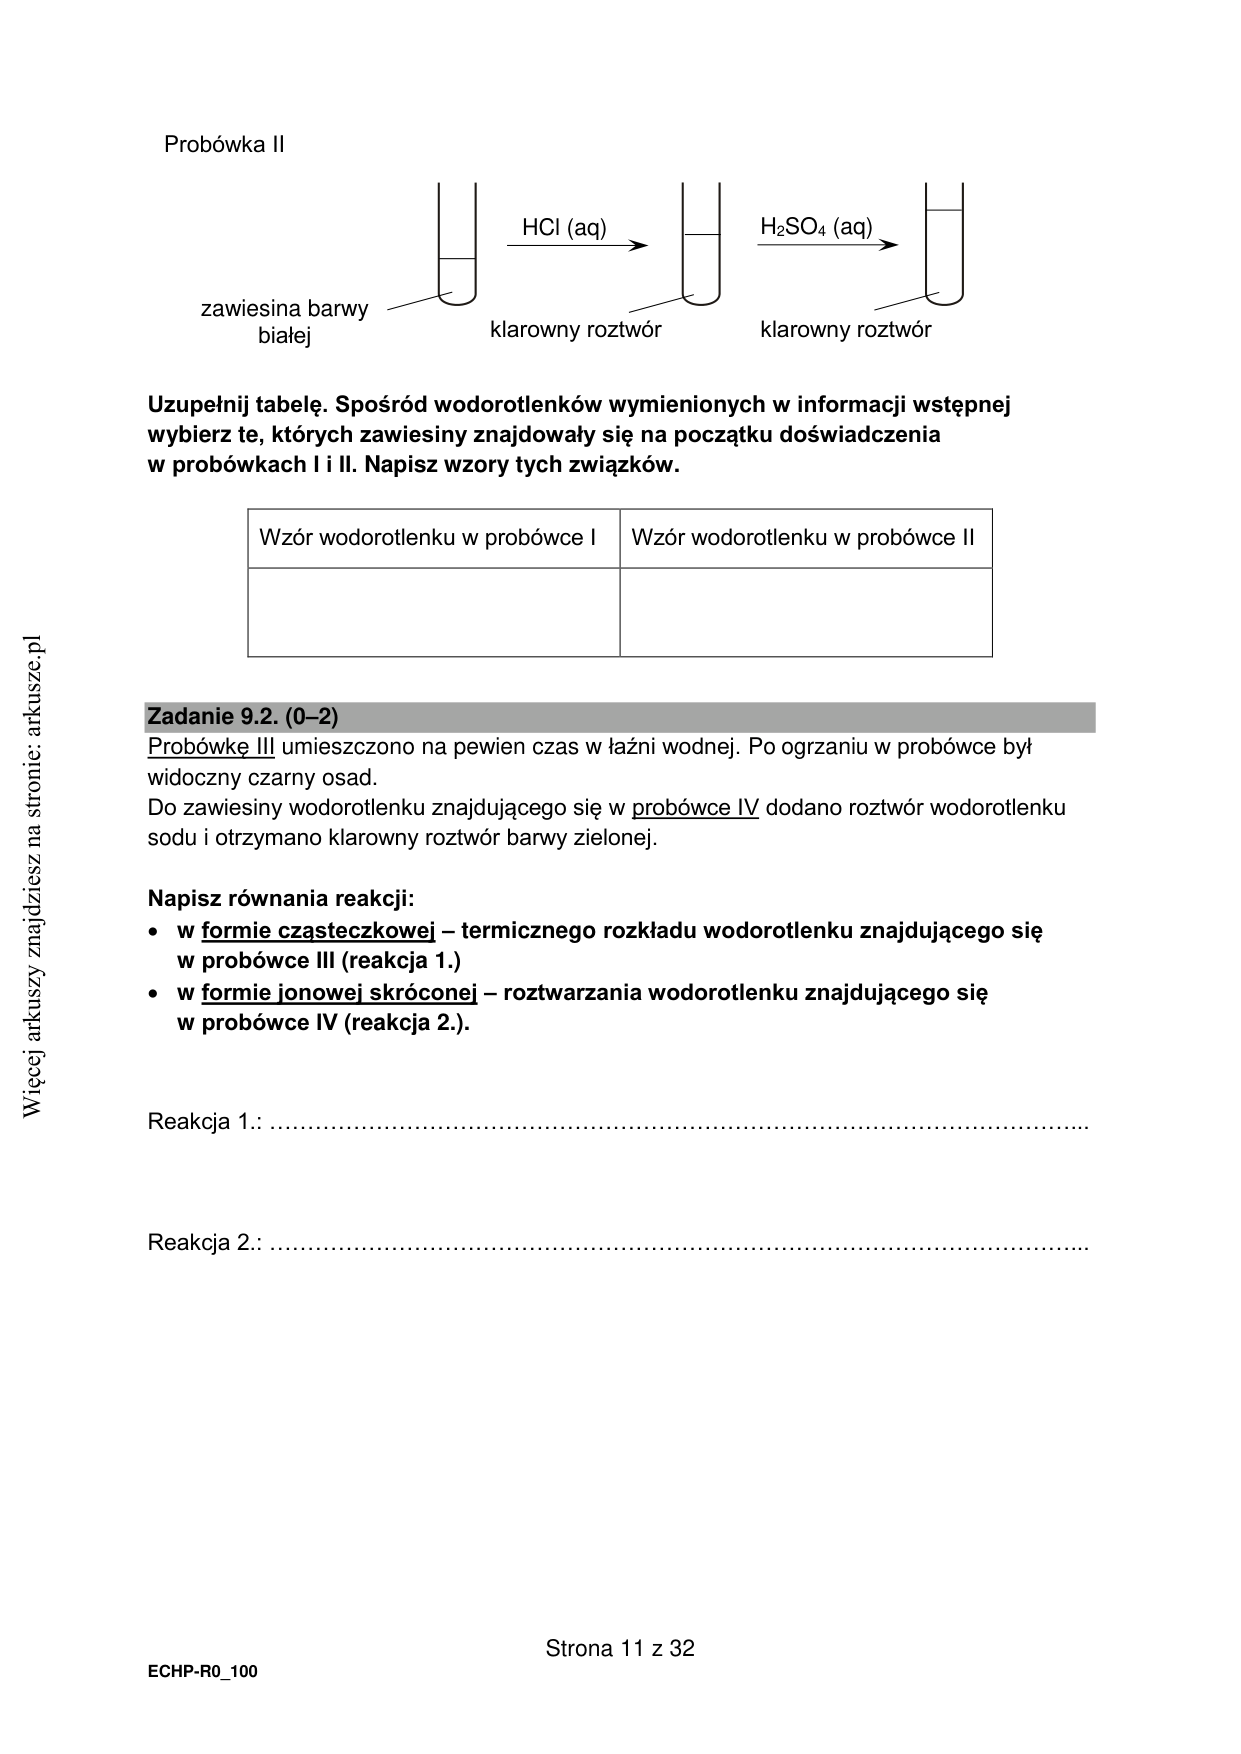 Probówka II
HCl (aq)
H₂SO₄ (aq)
zawiesina barwy
białej
klarowny roztwór
klarowny roztwór
Uzupełnij tabelę. Spośród wodorotlenków wymienionych w informacji wstępnej
wybierz te, których zawiesiny znajdowały się na początku doświadczenia
w probówkach I i II. Napisz wzory tych związków.
Wzór wodorotlenku w probówce I
Wzór wodorotlenku w probówce II
Zadanie 9.2. (0–2)
Probówkę III umieszczono na pewien czas w łaźni wodnej. Po ogrzaniu w probówce był
widoczny czarny osad.
Do zawiesiny wodorotlenku znajdującego się w probówce IV dodano roztwór wodorotlenku
sodu i otrzymano klarowny roztwór barwy zielonej.
Napisz równania reakcji:
• w formie cząsteczkowej – termicznego rozkładu wodorotlenku znajdującego się
w probówce III (reakcja 1.)
• w formie jonowej skróconej – roztwarzania wodorotlenku znajdującego się
w probówce IV (reakcja 2.).
Reakcja 1.: ……………………………………………………………………………………………...
Reakcja 2.: ……………………………………………………………………………………………...
Strona 11 z 32
ECHP-R0_100
Więcej arkuszy znajdziesz na stronie: arkusze.pl